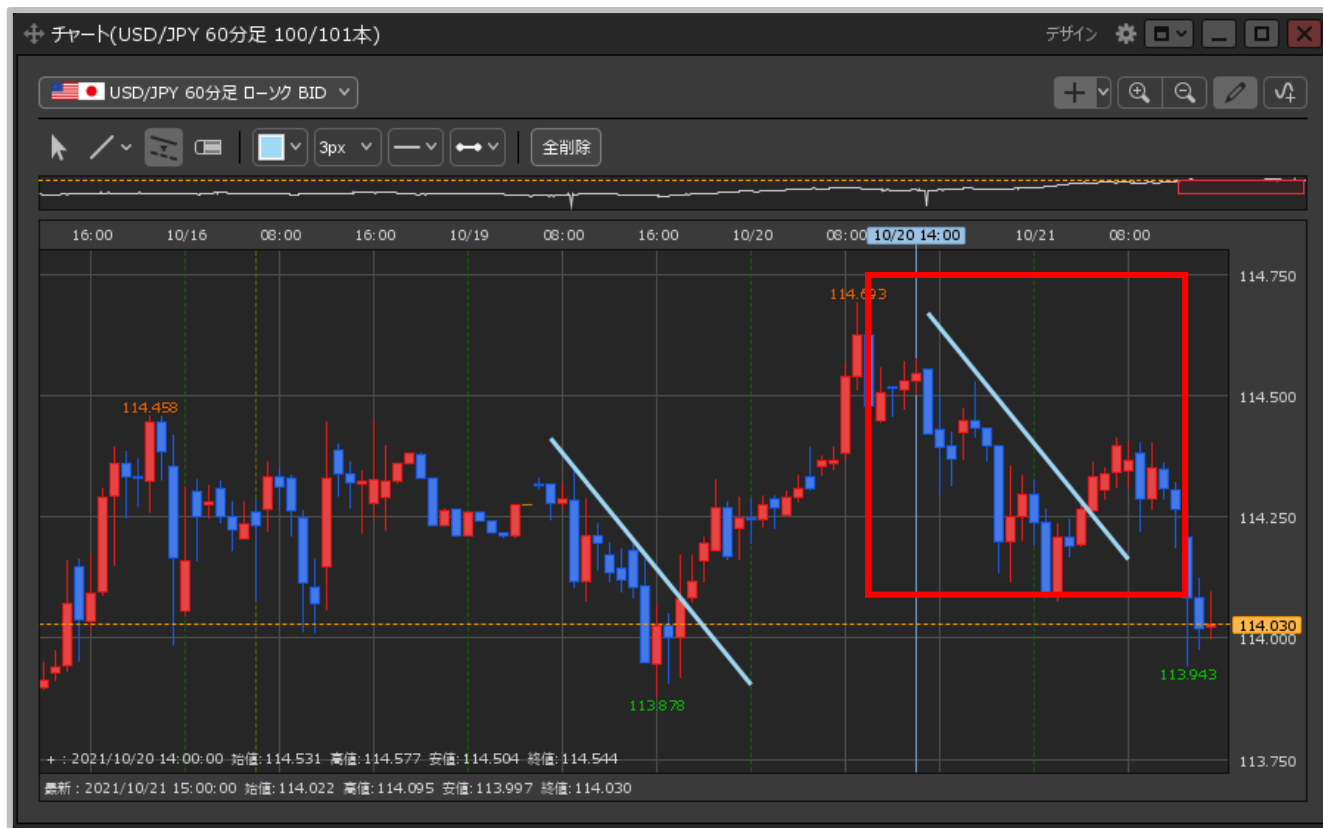 チャート(USD/JPY 60分足 100/101本)
デザイン
USD/JPY 60分足 ローソク BID
3px
全削除
16:00 10/16 08:00 16:00 10/19 08:00 16:00 10/20 08:00 10/20 14:00 10/21 08:00
114.750
114.693
114.500
114.458
114.250
114.030
114.000
113.943
113.878
113.750
+ : 2021/10/20 14:00:00 始値:114.531 高値:114.577 安値:114.504 終値:114.544
最新 : 2021/10/21 15:00:00 始値:114.022 高値:114.095 安値:113.997 終値:114.030